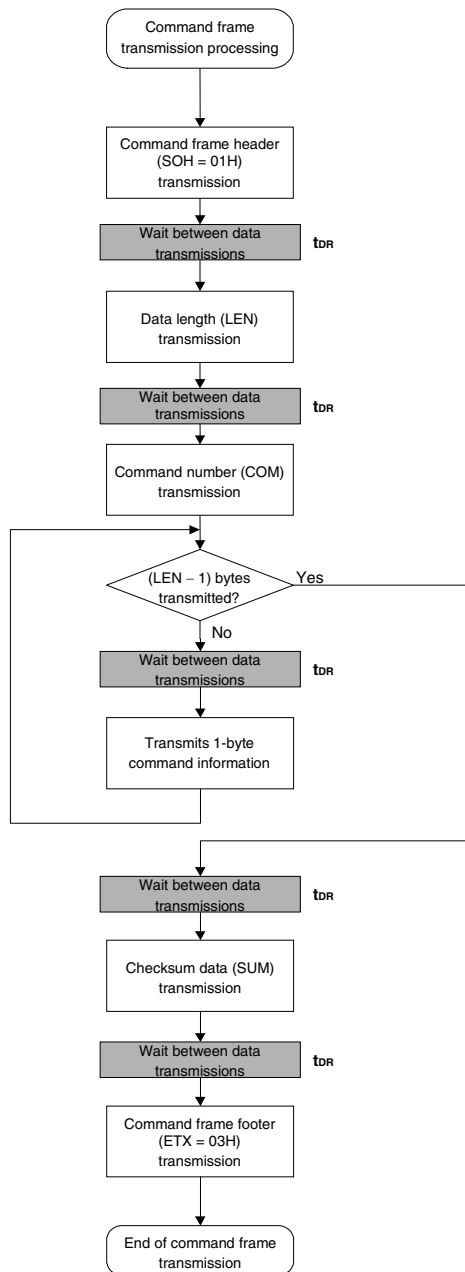 Command frame
transmission processing
Command frame header
(SOH = 01H)
transmission
Wait between data
transmissions
tDR
Data length (LEN)
transmission
Wait between data
transmissions
tDR
Command number (COM)
transmission
(LEN – 1) bytes
transmitted?
Yes
No
Wait between data
transmissions
tDR
Transmits 1-byte
command information
Wait between data
transmissions
tDR
Checksum data (SUM)
transmission
Wait between data
transmissions
tDR
Command frame footer
(ETX = 03H)
transmission
End of command frame
transmission